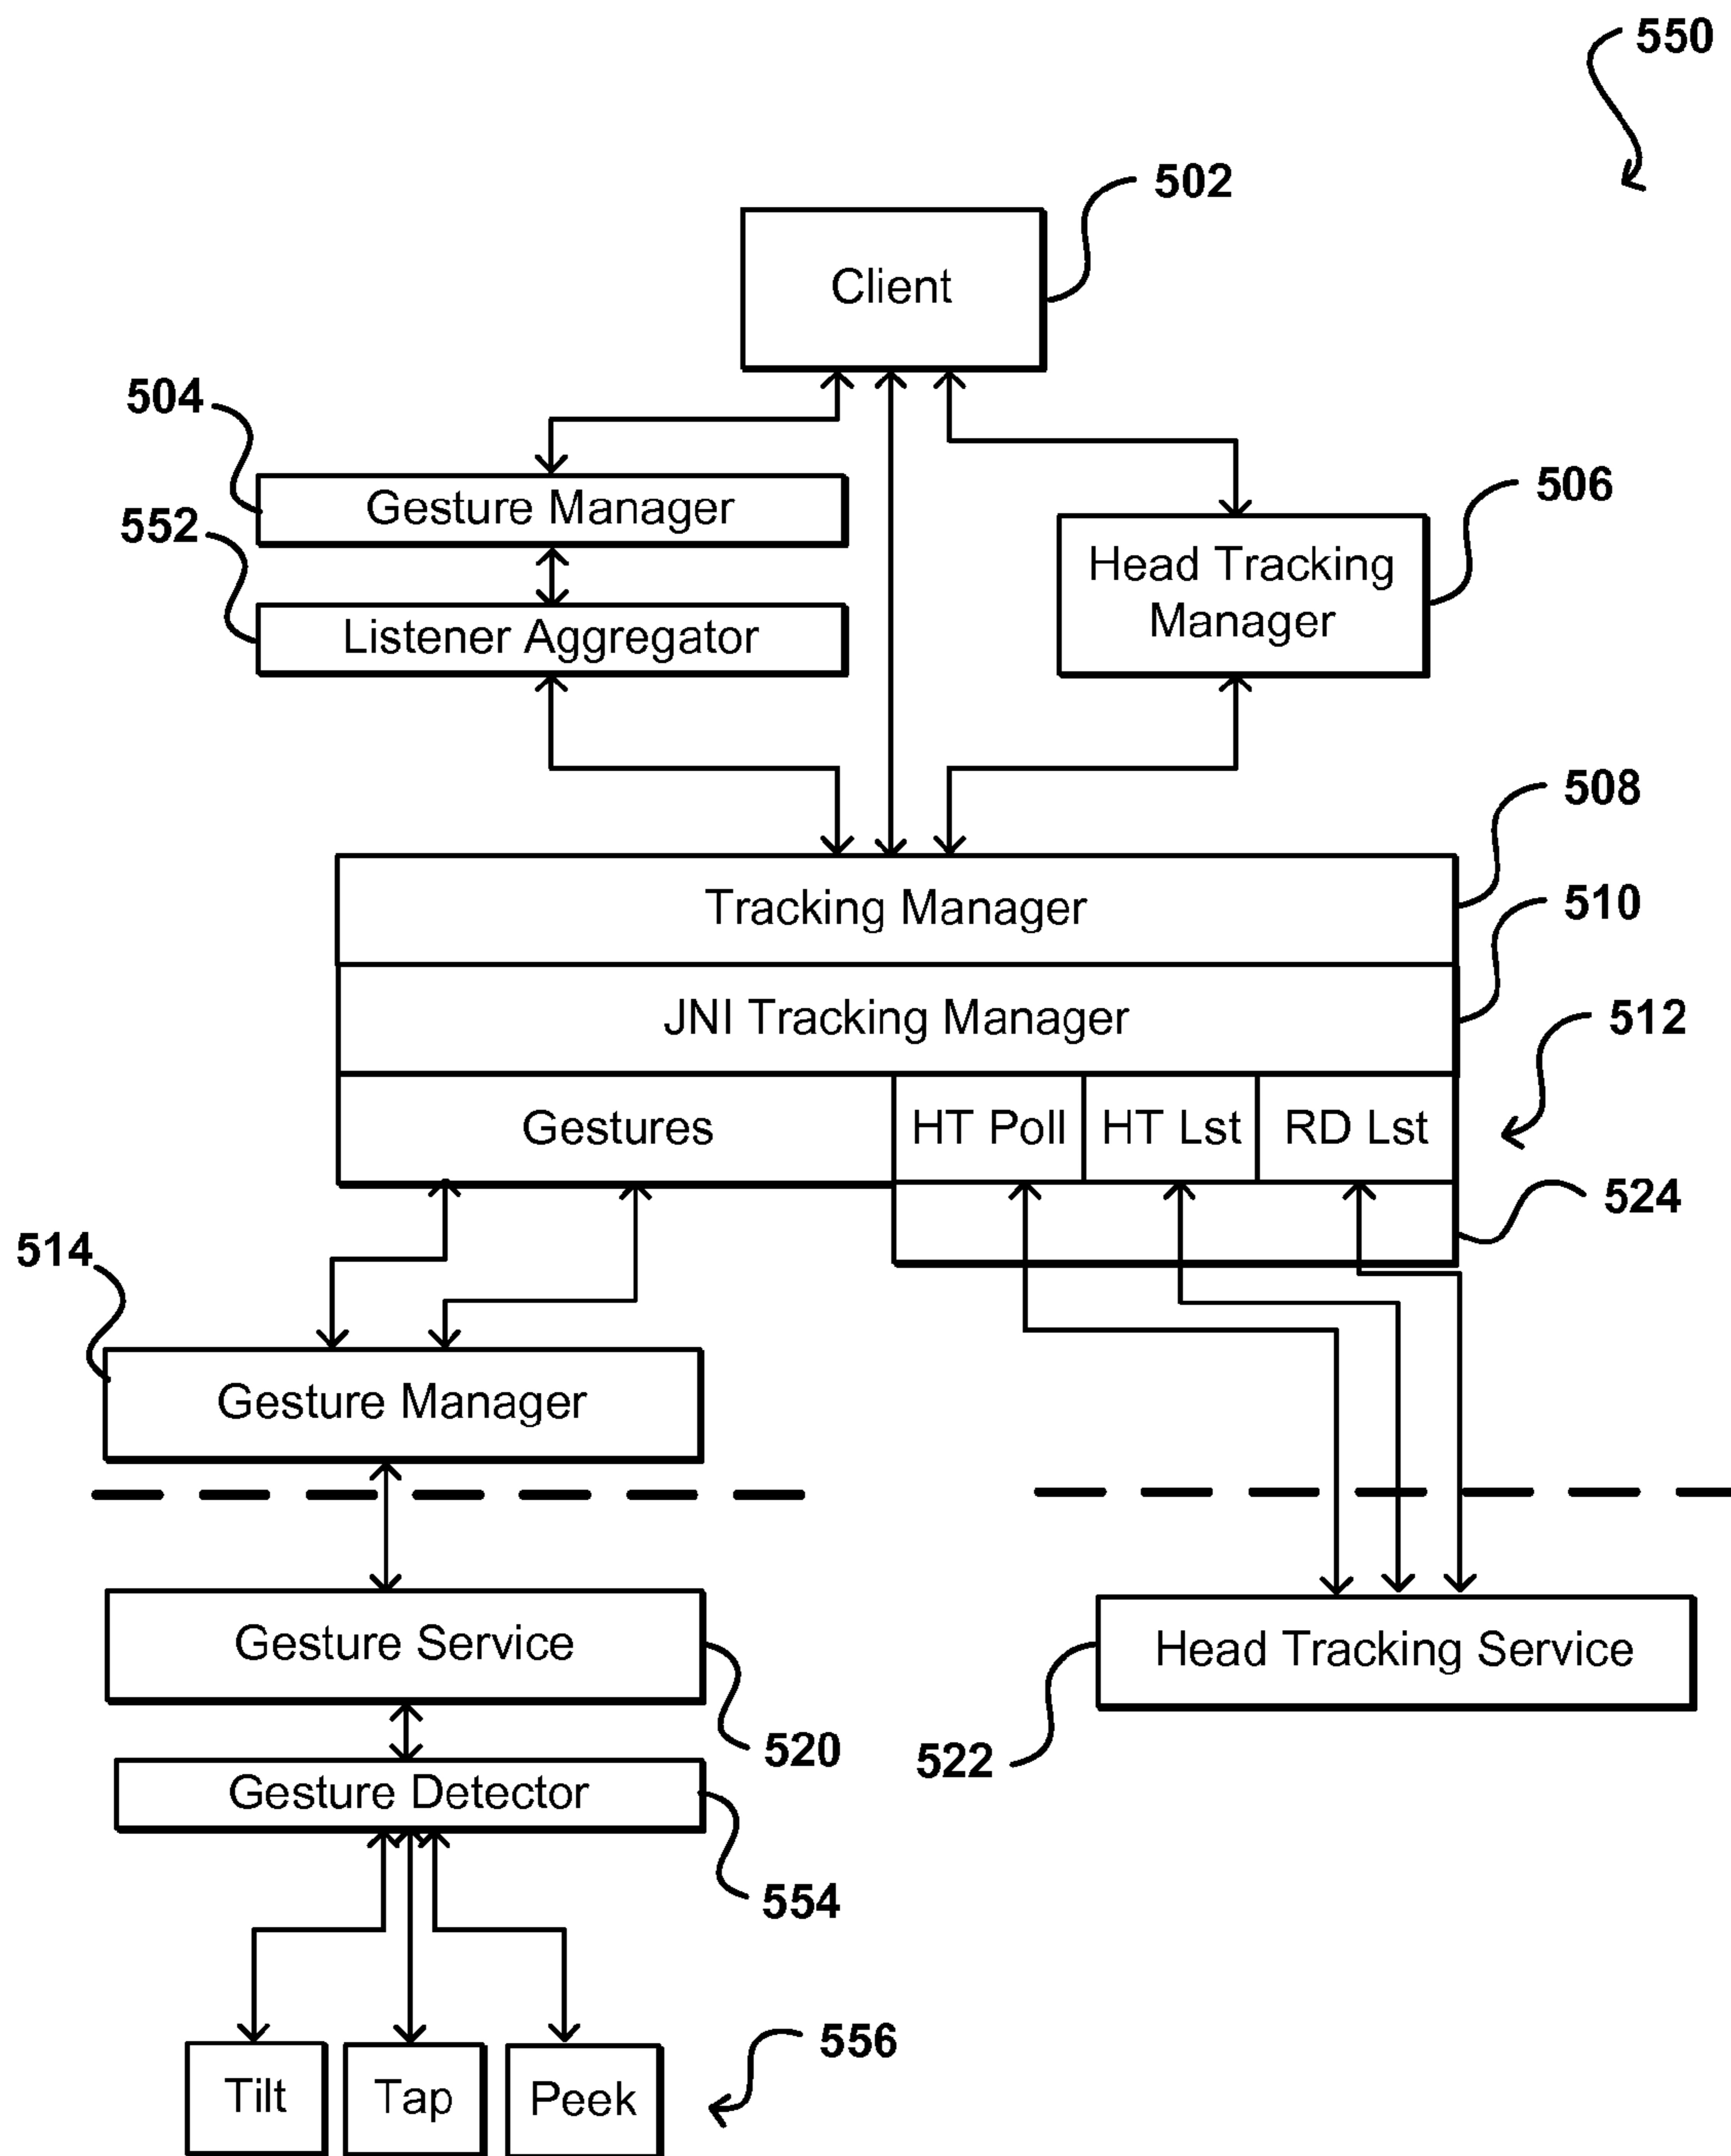 550
502
Client
504
Gesture Manager
506
552
Head Tracking
Manager
Listener Aggregator
508
Tracking Manager
510
JNI Tracking Manager
512
Gestures
HT Poll
HT Lst
RD Lst
524
514
Gesture Manager
Gesture Service
Head Tracking Service
520
522
Gesture Detector
554
556
Tilt
Tap
Peek